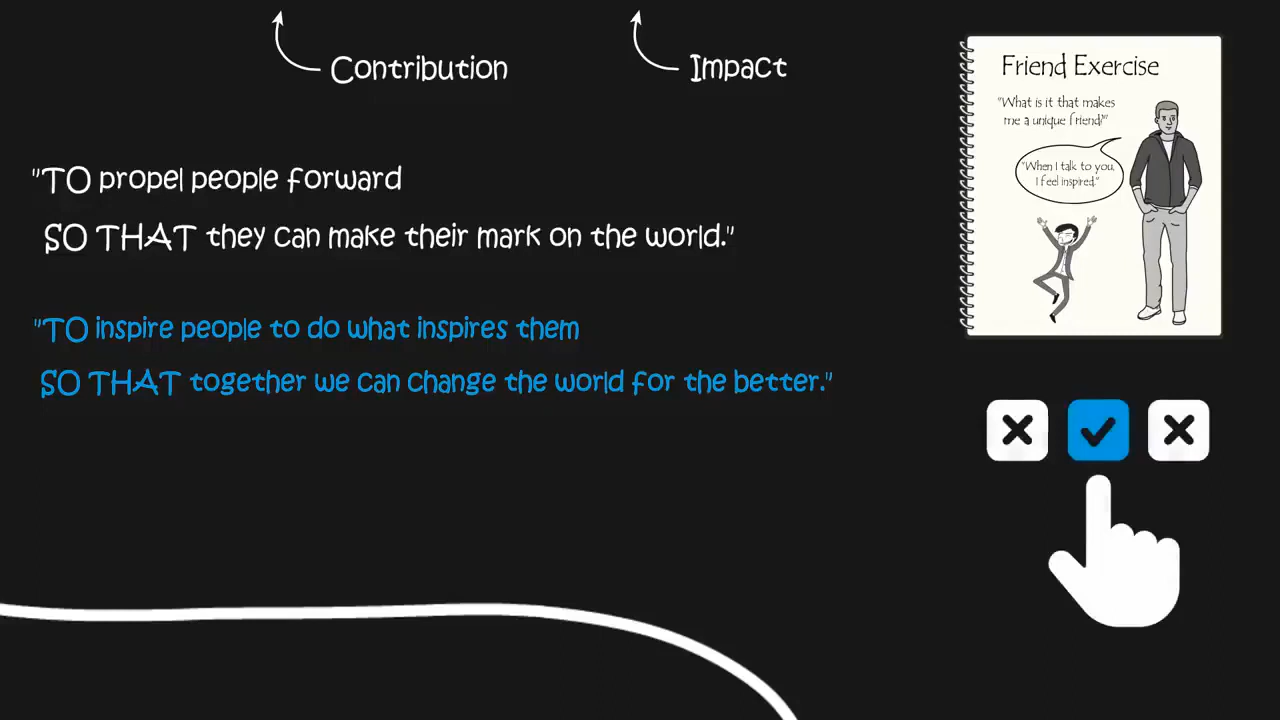 Contribution
Impact
"TO propel people forward
SO THAT they can make their mark on the world."
"TO inspire people to do what inspires them
SO THAT together we can change the world for the better."
Friend Exercise
"What is it that makes
me a unique friend?"
"When I talk to you,
I feel inspired."